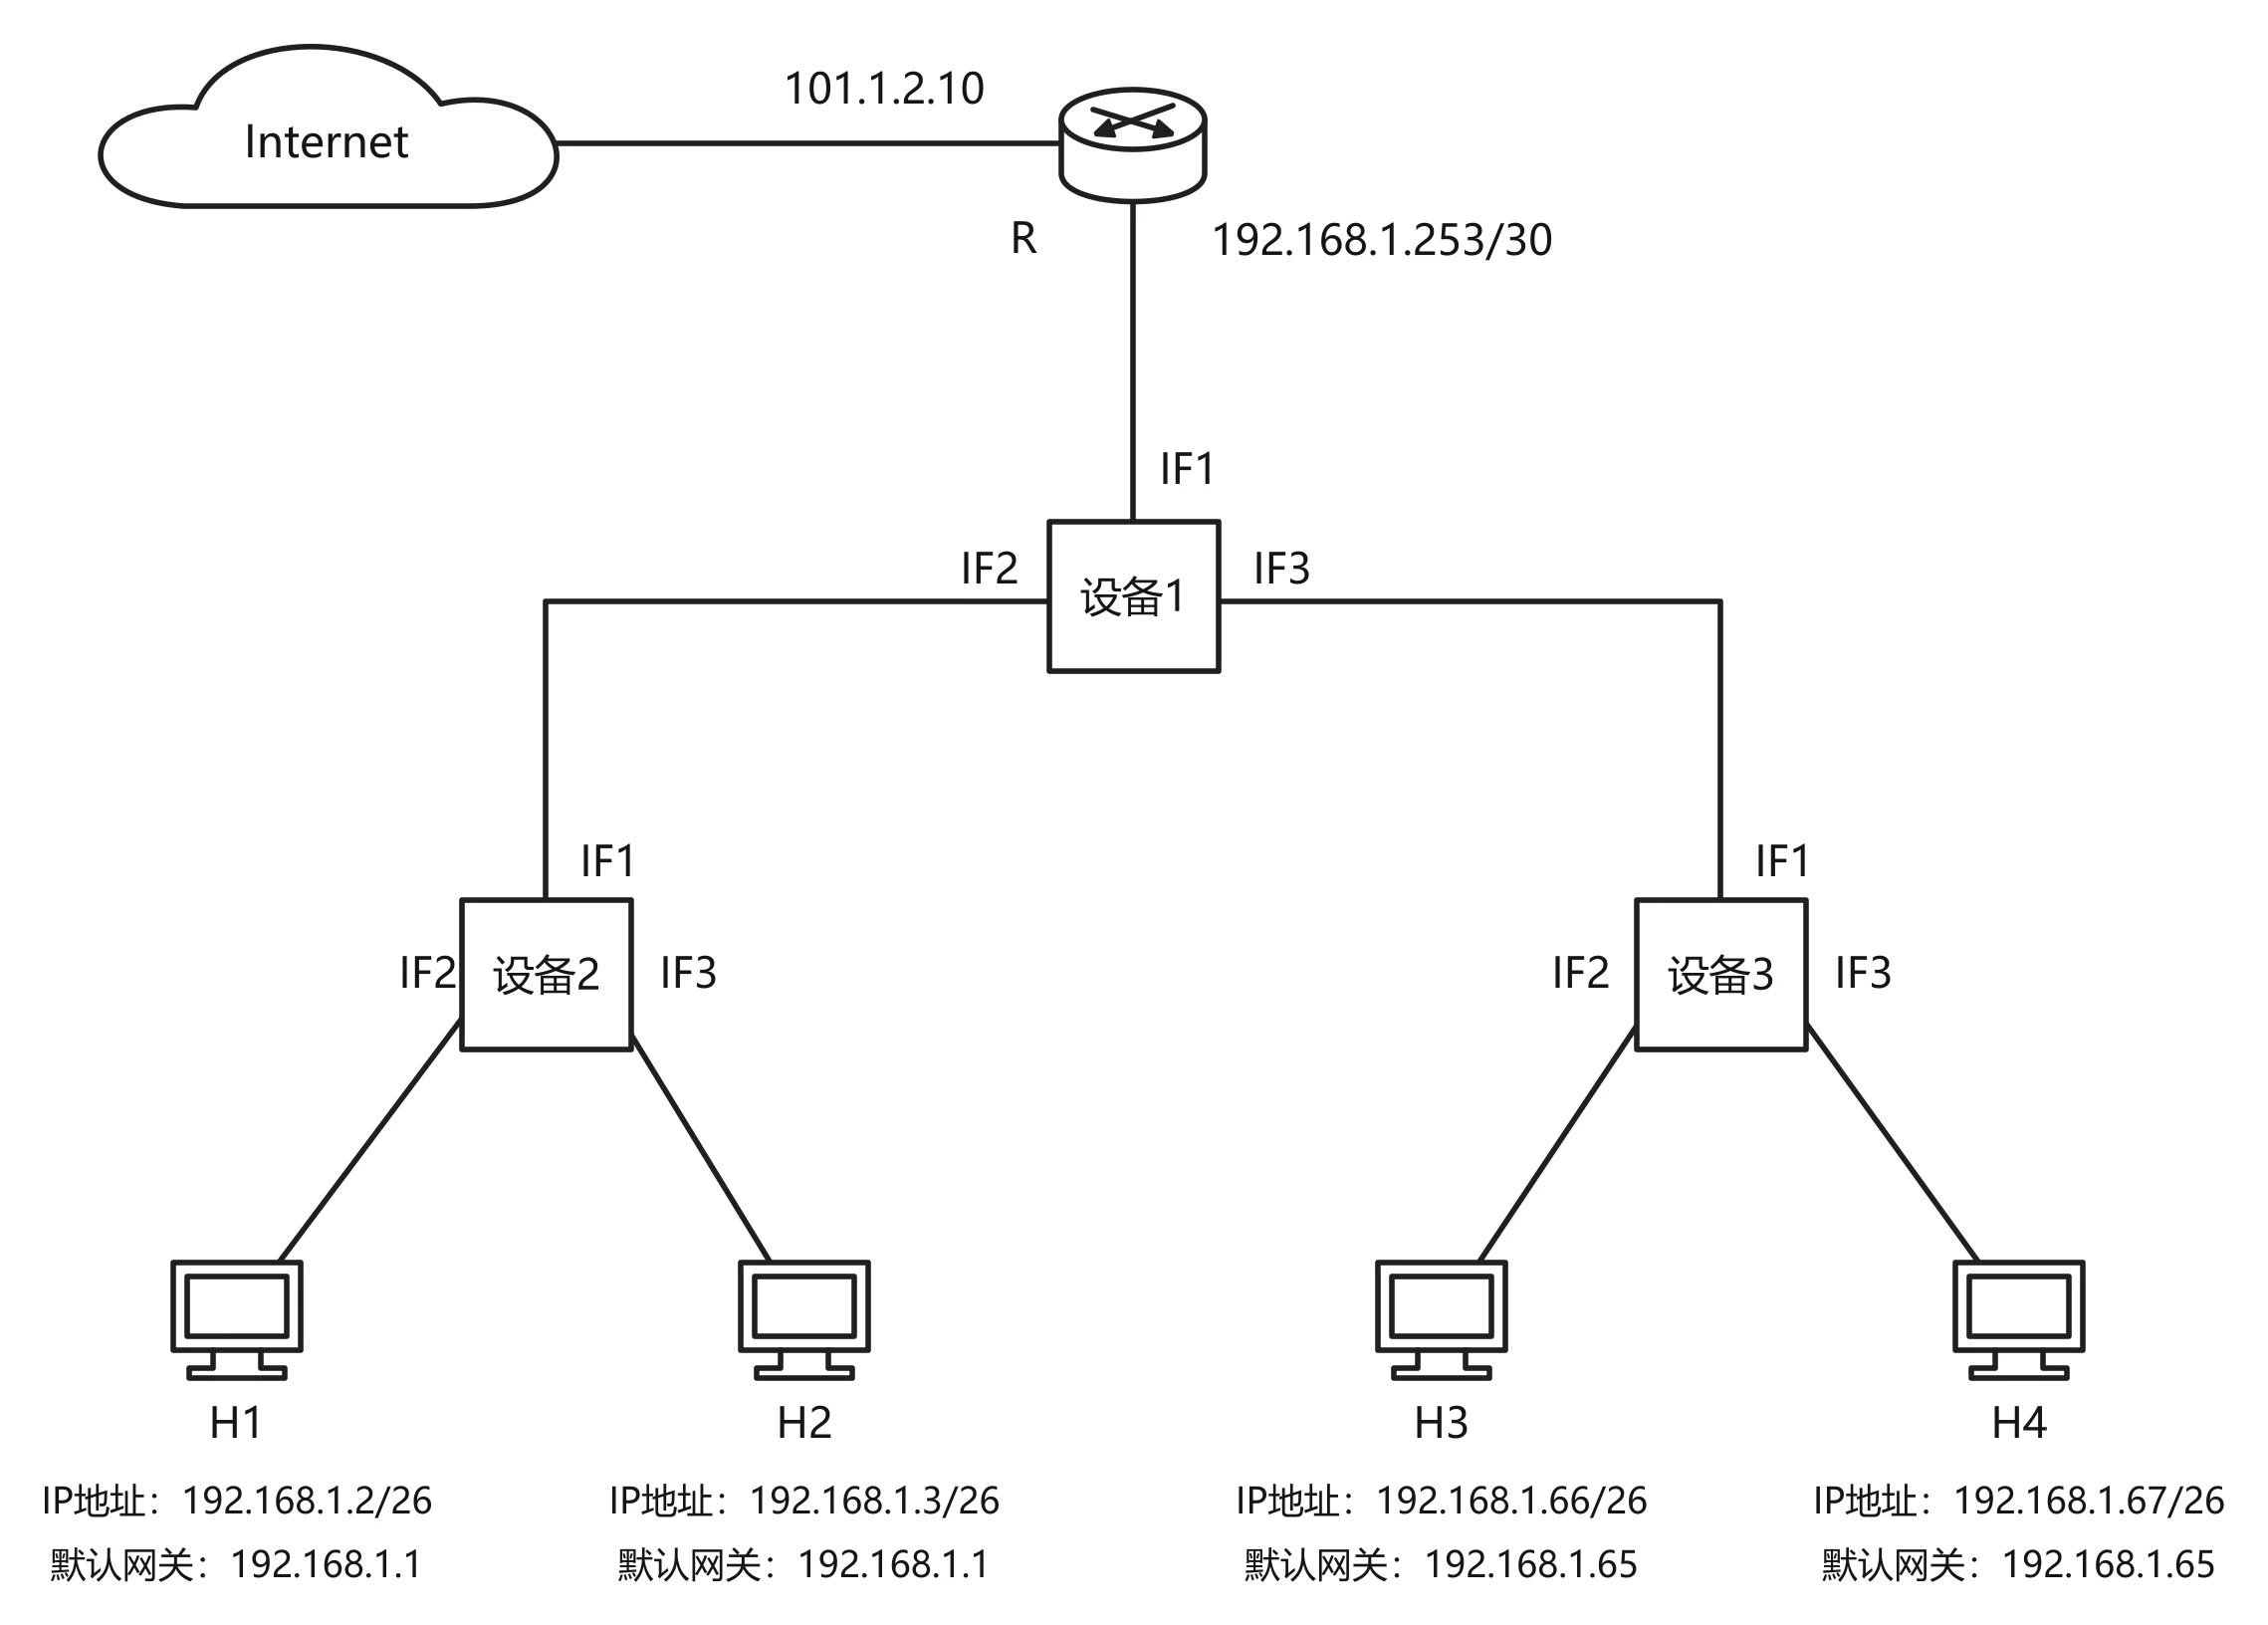 Internet
101.1.2.10
R
192.168.1.253/30
IF1
IF2
IF3
设备1
IF1
IF1
IF2
设备2
IF3
IF2
设备3
IF3
H1
H2
H3
H4
IP地址：192.168.1.2/26
IP地址：192.168.1.3/26
IP地址：192.168.1.66/26
IP地址：192.168.1.67/26
默认网关：192.168.1.1
默认网关：192.168.1.1
默认网关：192.168.1.65
默认网关：192.168.1.65